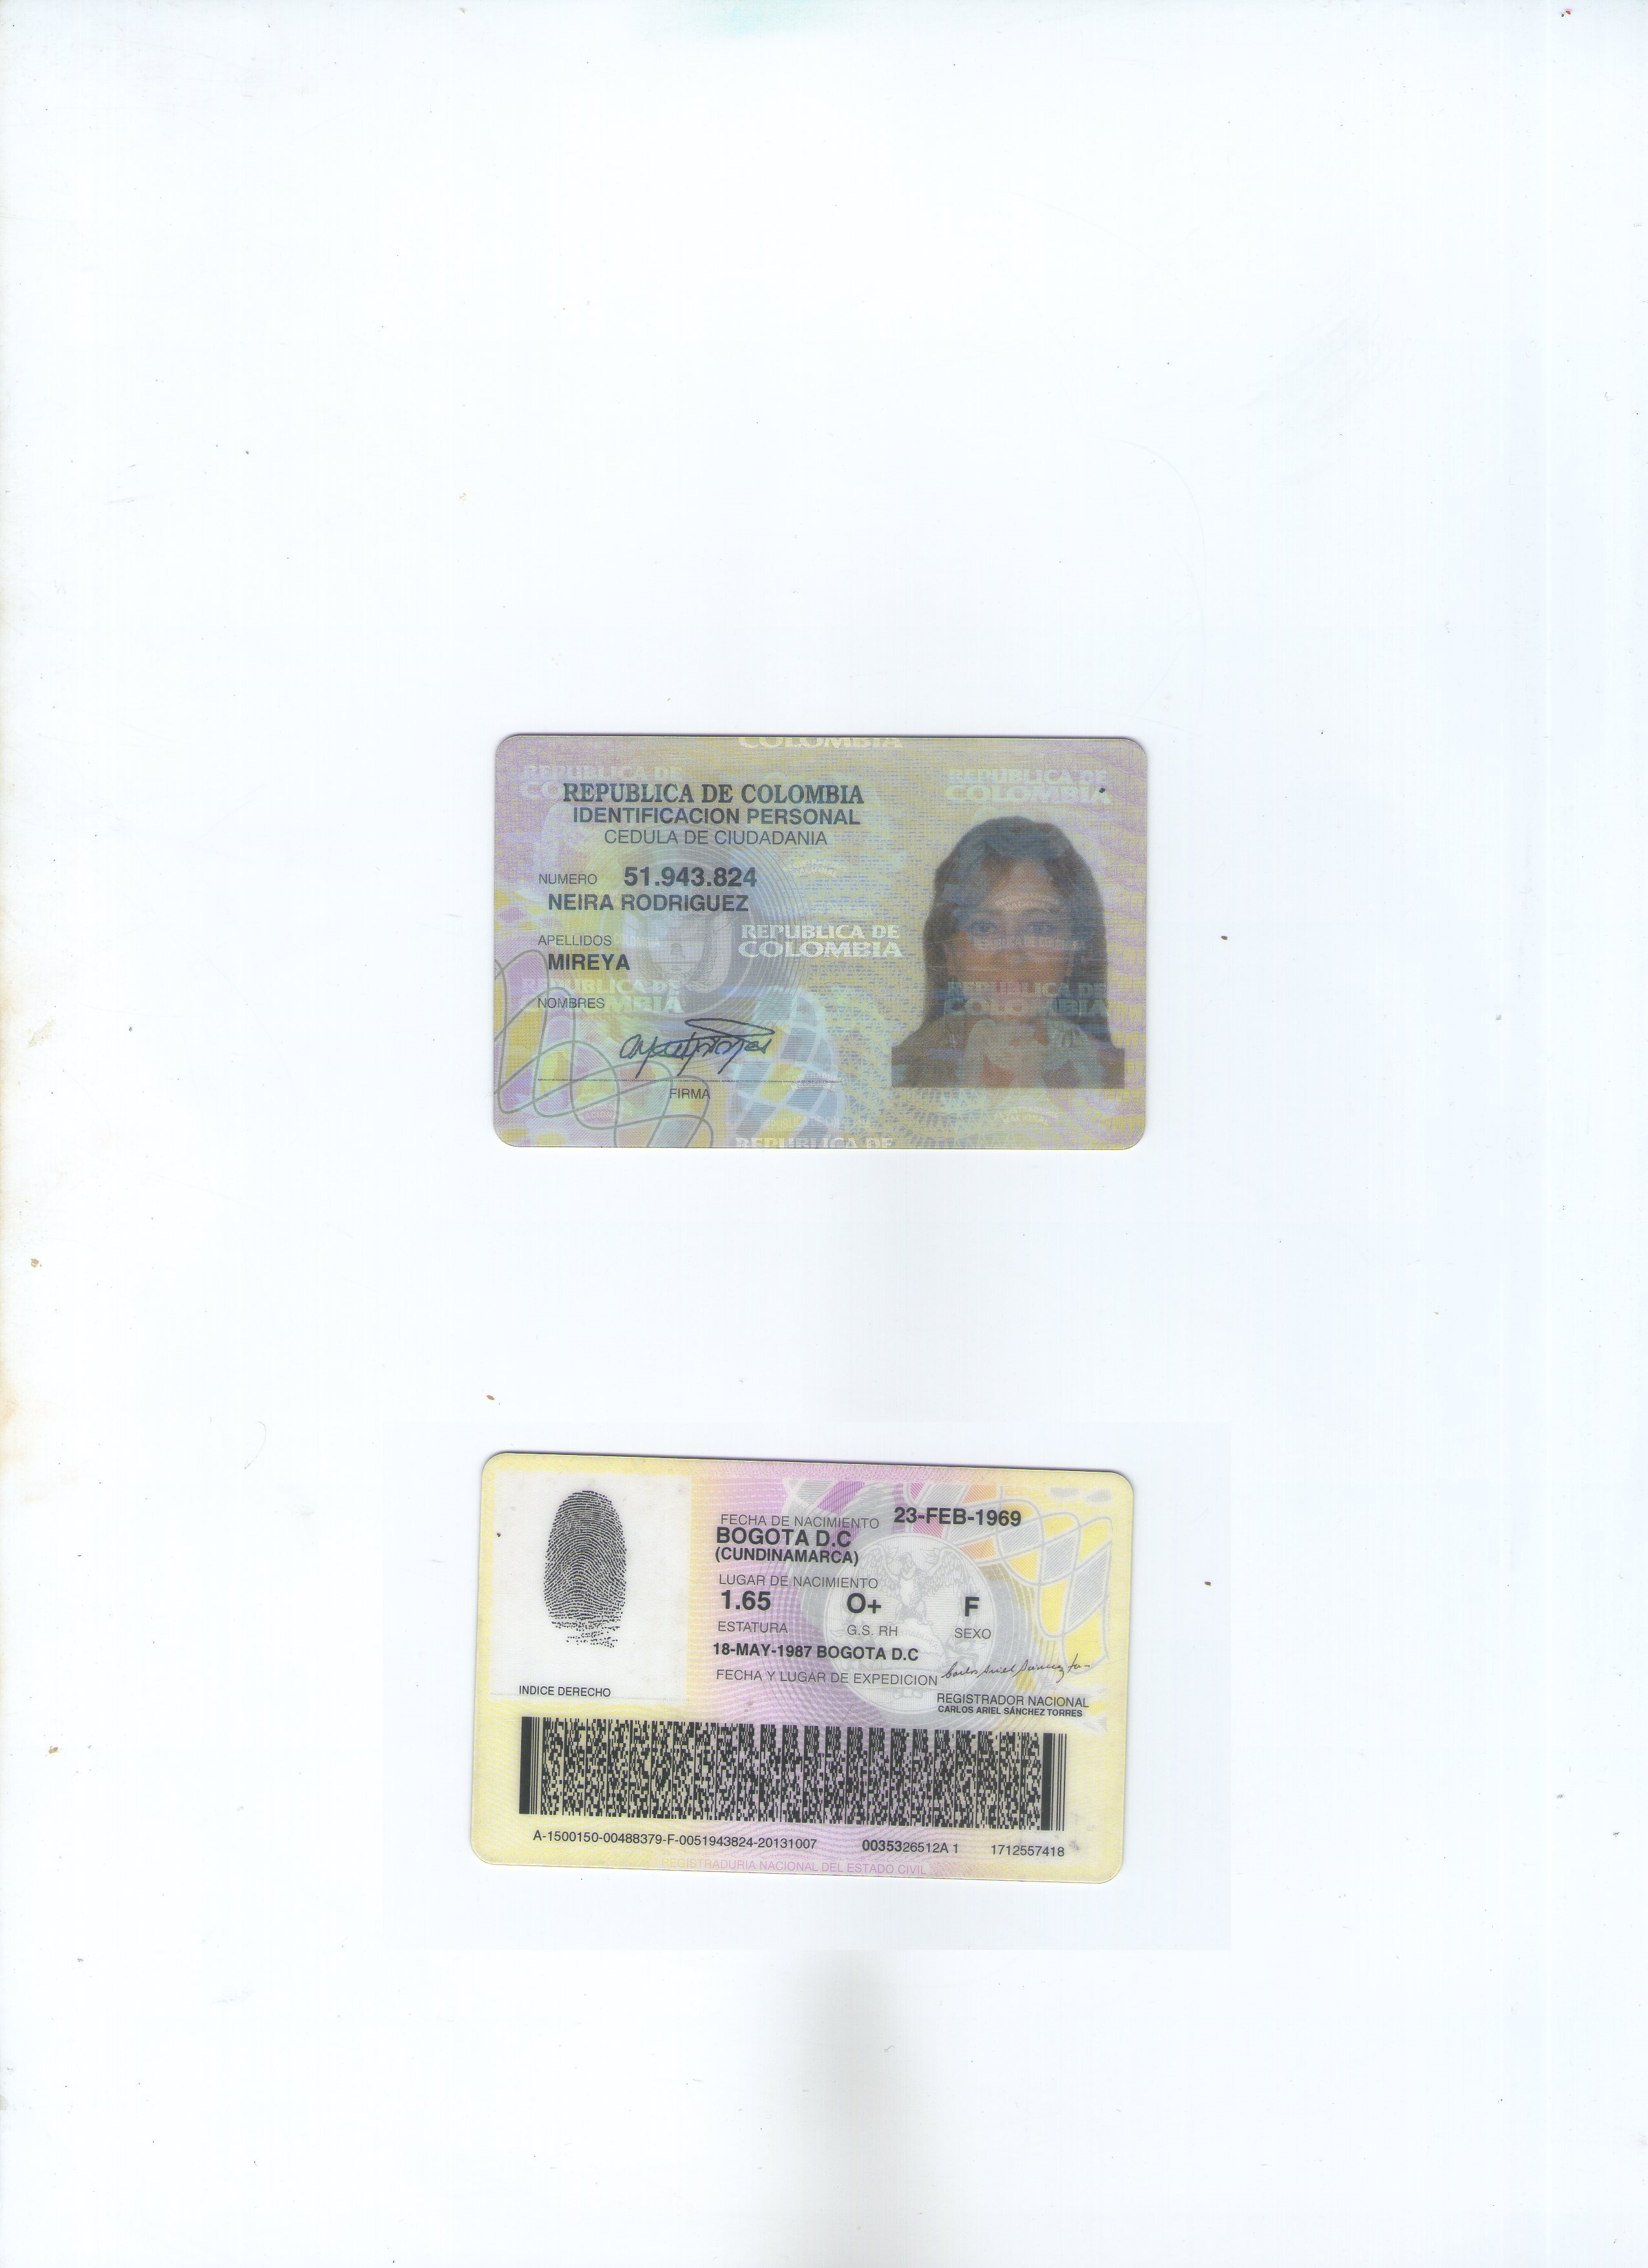 COLOMBIA
REPUBLICA DE COLOMBIA
REPUBLICA DE COLOMBIA
REPUBLICA DE COLOMBIA
IDENTIFICACION PERSONAL
CEDULA DE CIUDADANIA
NUMERO 51.943.824
NEIRA RODRIGUEZ
REPUBLICA DE COLOMBIA
APELLIDOS
MIREYA
REPUBLICA DE COLOMBIA
REPUBLICA DE COLOMBIA
NOMBRES
FIRMA
REPUBLICA DE
FECHA DE NACIMIENTO 23-FEB-1969
BOGOTA D.C
(CUNDINAMARCA)
LUGAR DE NACIMIENTO
1.65 O+ F
ESTATURA G.S. RH SEXO
18-MAY-1987 BOGOTA D.C
FECHA Y LUGAR DE EXPEDICION
INDICE DERECHO
REGISTRADOR NACIONAL
CARLOS ARIEL SÁNCHEZ TORRES
A-1500150-00488379-F-0051943824-20131007 0035326512A 1 1712557418
REGISTRADURIA NACIONAL DEL ESTADO CIVIL